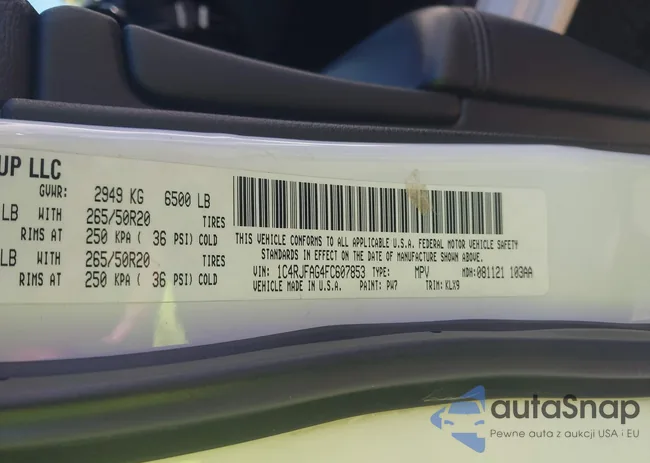 UP LLC
GVWR: 2949 KG 6500 LB
LB WITH 265/50R20 TIRES
RIMS AT 250 KPA ( 36 PSI) COLD
LB WITH 265/50R20 TIRES
RIMS AT 250 KPA ( 36 PSI) COLD
THIS VEHICLE CONFORMS TO ALL APPLICABLE U.S.A. FEDERAL MOTOR VEHICLE SAFETY
STANDARDS IN EFFECT ON THE DATE OF MANUFACTURE SHOWN ABOVE.
VIN: 1C4RJFAG4FC607853 TYPE: MPV MDH: 081121 103AA
VEHICLE MADE IN U.S.A. PAINT: PW7 TRIM: KLX9
autaSnap
Pewne auta z aukcji USA i EU